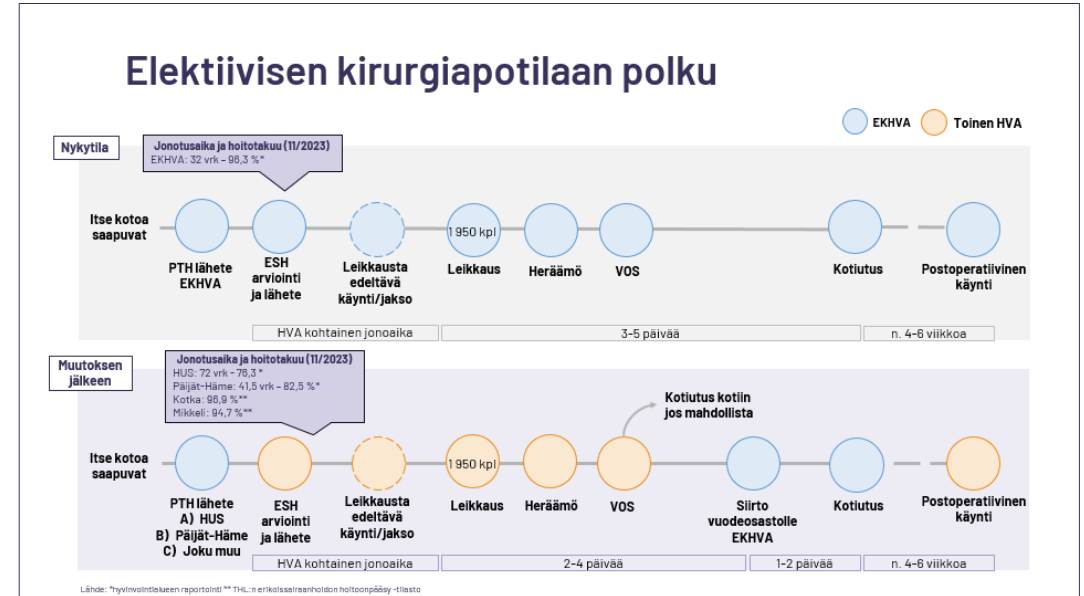 Elektiivisen kirurgiapotilaan polku
EKHVA
Toinen HVA
Nykytila
Jonotusaika ja hoitotakuu (11/2023)
EKHVA: 32 vrk – 96,3 %*
Itse kotoa
saapuvat
PTH lähete
EKHVA
ESH
arviointi
ja lähete
Leikkausta
edeltävä
käynti/jakso
1 950 kpl
Leikkaus
Heräämö
VOS
Kotiutus
Postoperatiivinen
käynti
HVA kohtainen jonoaika
3-5 päivää
n. 4-6 viikkoa
Muutoksen
jälkeen
Jonotusaika ja hoitotakuu (11/2023)
HUS: 72 vrk – 76,3 *
Päijät-Häme: 41,5 vrk – 82,5 %*
Kotka: 96,9 %**
Mikkeli: 94,7 %**
Kotiutus kotiin
jos mahdollista
Itse kotoa
saapuvat
PTH lähete
A) HUS
B) Päijät-Häme
C) Joku muu
ESH
arviointi
ja lähete
Leikkausta
edeltävä
käynti/jakso
1 950 kpl
Leikkaus
Heräämö
VOS
Siirto
vuodeosastolle
EKHVA
Kotiutus
Postoperatiivinen
käynti
HVA kohtainen jonoaika
2-4 päivää
1-2 päivää
n. 4-6 viikkoa
Lähde: *hyvinvointialueen raportointi ** THL:n erikoissairaanhoidon hoitoonpääsy -tilasto